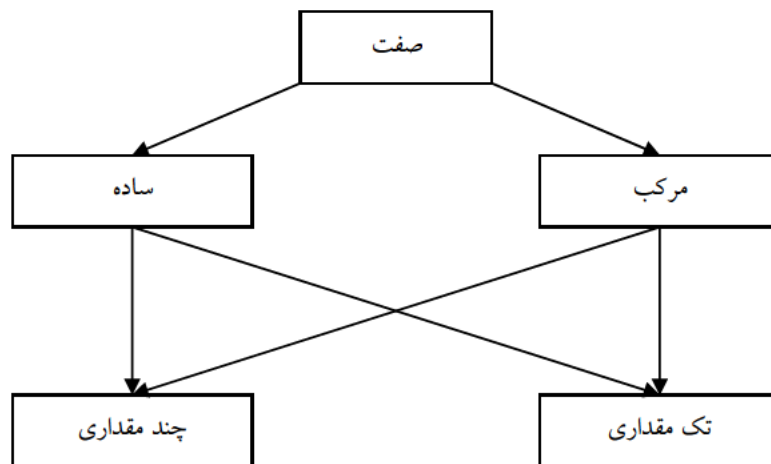 صفت
مرکب
ساده
تک مقداری
چند مقداری